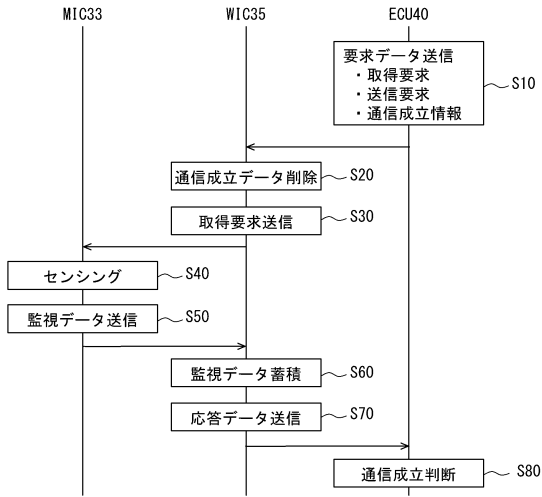 MIC33 WIC35 ECU40
要求データ送信
・取得要求
・送信要求
・通信成立情報
S10
通信成立データ削除 S20
取得要求送信 S30
センシング S40
監視データ送信 S50
監視データ蓄積 S60
応答データ送信 S70
通信成立判断 S80